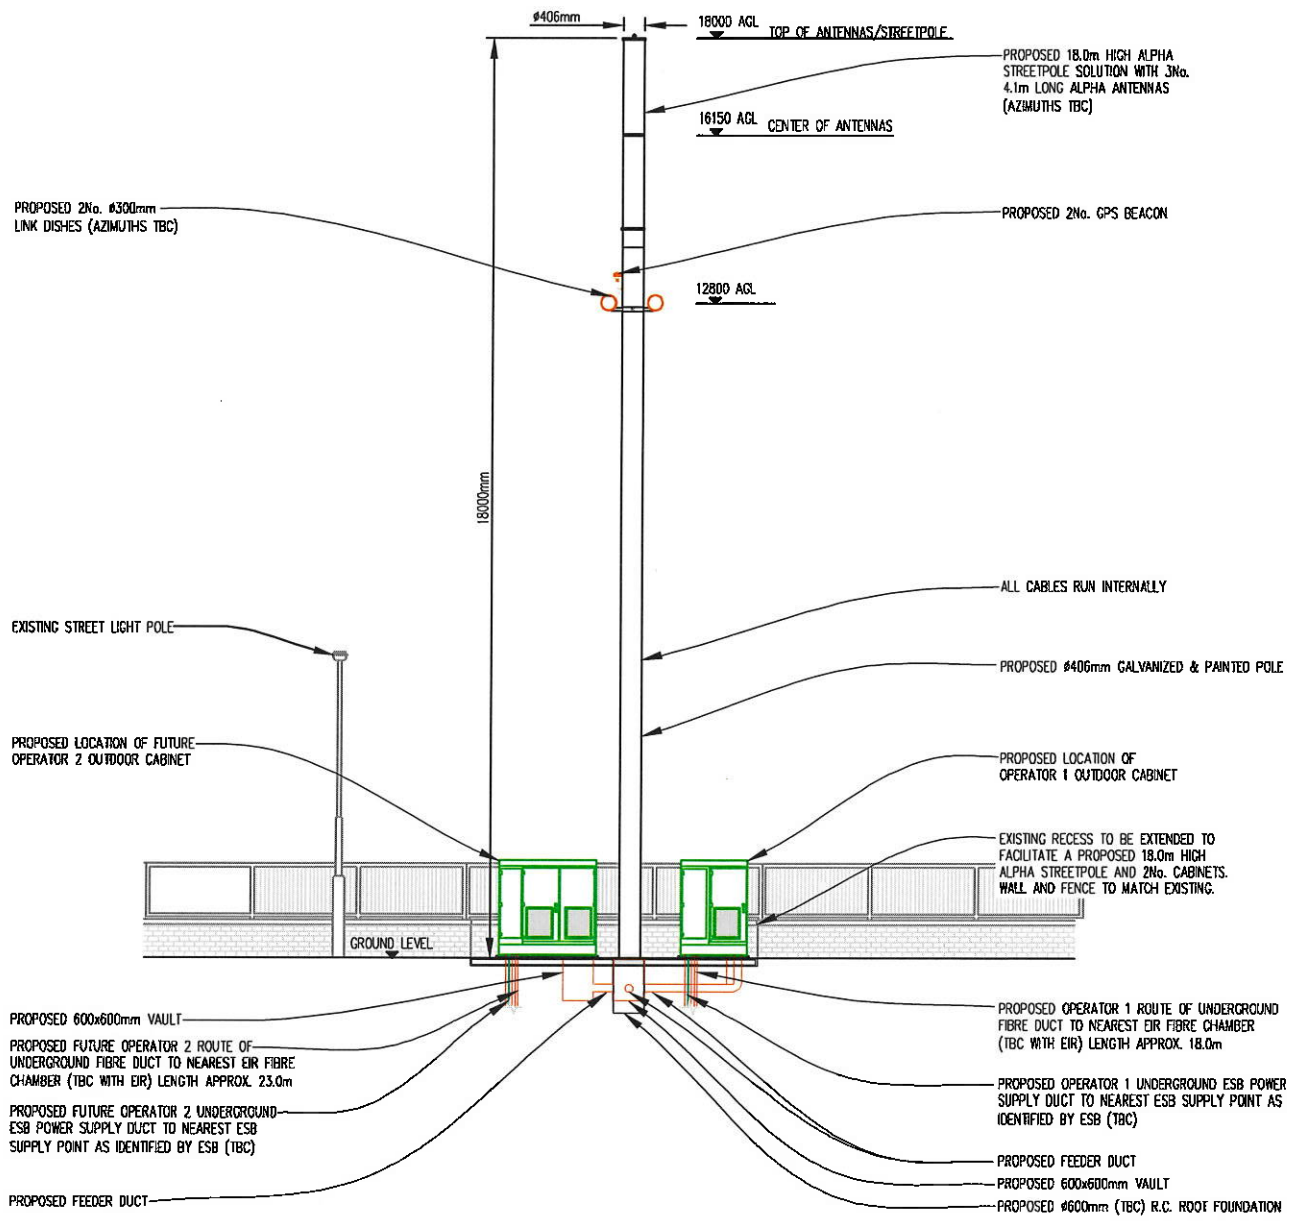 ø406mm
18000 AGL
TOP OF ANTENNAS/STREETPOLE
PROPOSED 18.0m HIGH ALPHA
STREETPOLE SOLUTION WITH 3No.
4.1m LONG ALPHA ANTENNAS
(AZIMUTHS TBC)
16150 AGL
CENTER OF ANTENNAS
PROPOSED 2No. ø300mm
LINK DISHES (AZIMUTHS TBC)
PROPOSED 2No. GPS BEACON
12800 AGL
18000mm
ALL CABLES RUN INTERNALLY
EXISTING STREET LIGHT POLE
PROPOSED ø406mm GALVANIZED & PAINTED POLE
PROPOSED LOCATION OF FUTURE
OPERATOR 2 OUTDOOR CABINET
PROPOSED LOCATION OF
OPERATOR 1 OUTDOOR CABINET
EXISTING RECESS TO BE EXTENDED TO
FACILITATE A PROPOSED 18.0m HIGH
ALPHA STREETPOLE AND 2No. CABINETS.
WALL AND FENCE TO MATCH EXISTING.
GROUND LEVEL
PROPOSED 600x600mm VAULT
PROPOSED FUTURE OPERATOR 2 ROUTE OF
UNDERGROUND FIBRE DUCT TO NEAREST EIR FIBRE
CHAMBER (TBC WITH EIR) LENGTH APPROX. 23.0m
PROPOSED FUTURE OPERATOR 2 UNDERGROUND
ESB POWER SUPPLY DUCT TO NEAREST ESB
SUPPLY POINT AS IDENTIFIED BY ESB (TBC)
PROPOSED FEEDER DUCT
PROPOSED OPERATOR 1 ROUTE OF UNDERGROUND
FIBRE DUCT TO NEAREST EIR FIBRE CHAMBER
(TBC WITH EIR) LENGTH APPROX. 18.0m
PROPOSED OPERATOR 1 UNDERGROUND ESB POWER
SUPPLY DUCT TO NEAREST ESB SUPPLY POINT AS
IDENTIFIED BY ESB (TBC)
PROPOSED FEEDER DUCT
PROPOSED 600x600mm VAULT
PROPOSED ø600mm (TBC) R.C. ROOT FOUNDATION